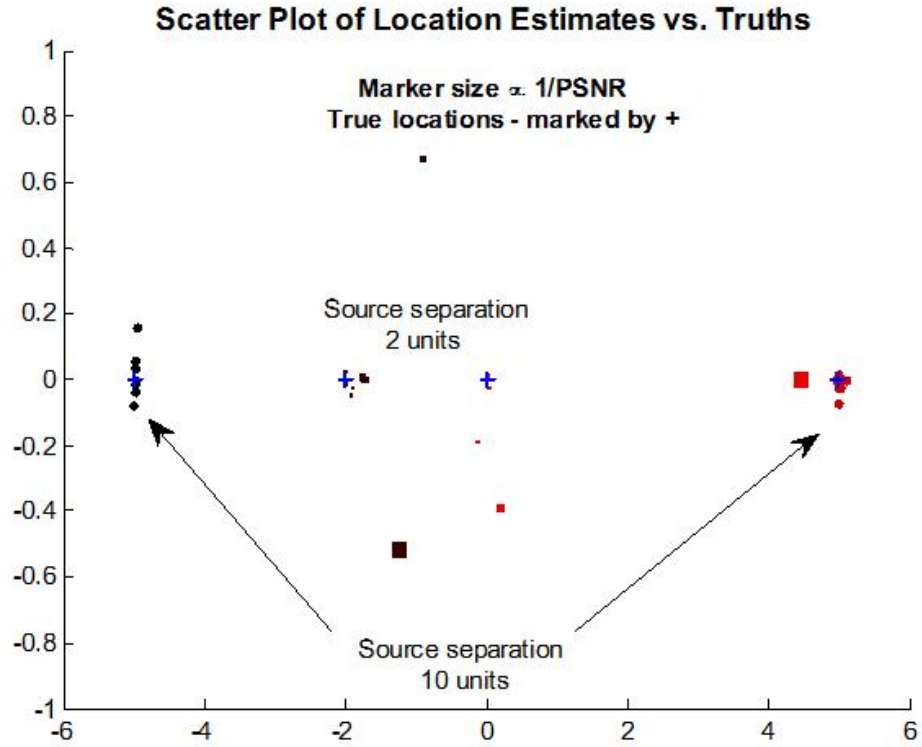 Scatter Plot of Location Estimates vs. Truths
Marker size ∝ 1/PSNR
True locations - marked by +
Source separation
2 units
Source separation
10 units
1
0.8
0.6
0.4
0.2
0
-0.2
-0.4
-0.6
-0.8
-1
-6 -4 -2 0 2 4 6